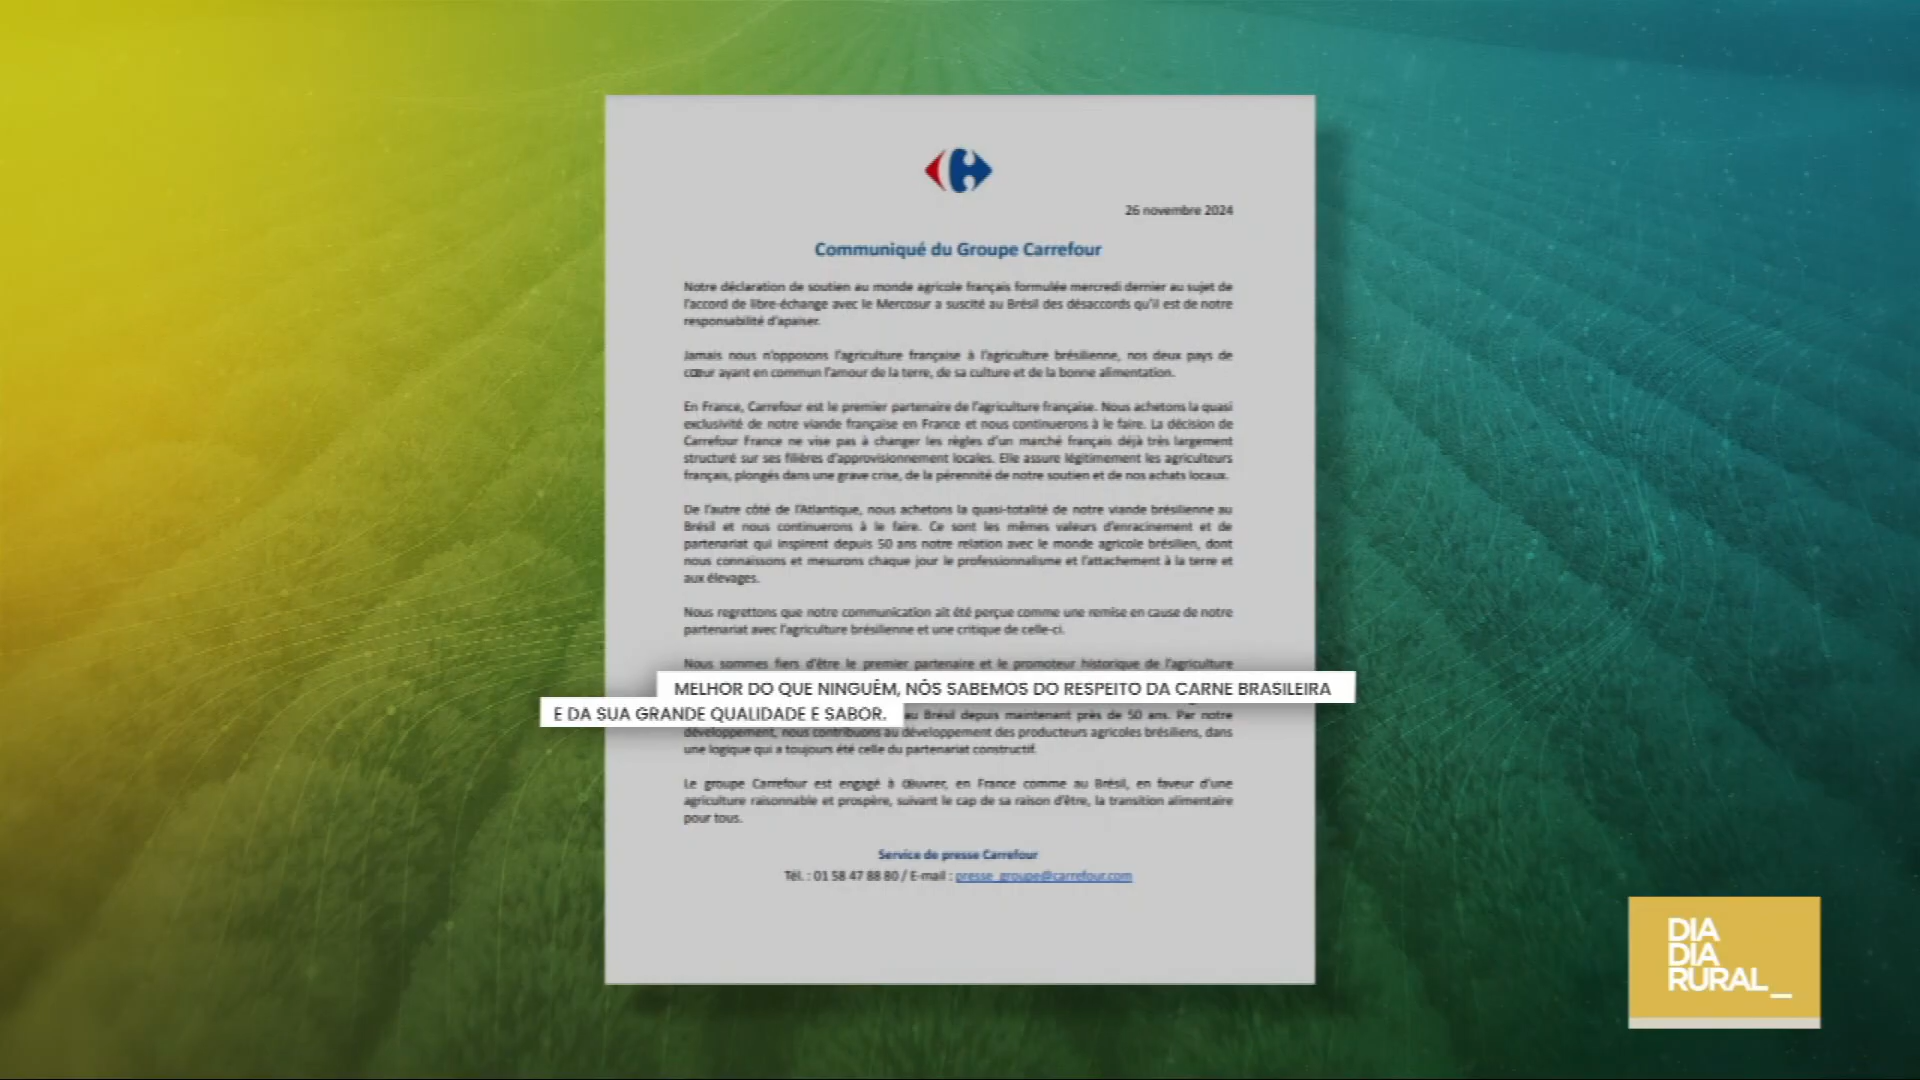 26 novembre 2024
Communiqué du Groupe Carrefour
Notre déclaration de soutien au monde agricole français formulée mercredi dernier au sujet de
l'accord de libre-échange avec le Mercosur a suscité au Brésil des désaccords qu'il est de notre
responsabilité d'apaiser.
Jamais nous n'opposons l'agriculture française à l'agriculture brésilienne, nos deux pays de
cœur ayant en commun l'amour de la terre, de sa culture et de la bonne alimentation.
En France, Carrefour est le premier partenaire de l'agriculture française. Nous achetons la quasi
exclusivité de notre viande française en France et nous continuerons à le faire. La décision de
Carrefour France ne vise pas à changer les règles d'un marché français déjà très largement
structuré sur ses filières d'approvisionnement locales. Elle assure légitimement les agriculteurs
français, plongés dans une grave crise, de la pérennité de notre soutien et de nos achats locaux.
De l'autre côté de l'Atlantique, nous achetons la quasi-totalité de notre viande brésilienne au
Brésil et nous continuerons à le faire. Ce sont les mêmes valeurs d'enracinement et de
partenariat qui inspirent depuis 50 ans notre relation avec le monde agricole brésilien, dont
nous connaissons et mesurons chaque jour le professionnalisme et l'attachement à la terre et
aux élevages.
Nous regrettons que notre communication ait été perçue comme une remise en cause de notre
partenariat avec l'agriculture brésilienne et une critique de celle-ci.
Nous sommes fiers d'être le premier partenaire et le promoteur historique de l'agriculture
MELHOR DO QUE NINGUÉM, NÓS SABEMOS DO RESPEITO DA CARNE BRASILEIRA
E DA SUA GRANDE QUALIDADE E SABOR.
au Brésil depuis maintenant près de 50 ans. Par notre
développement, nous contribuons au développement des producteurs agricoles brésiliens, dans
une logique qui a toujours été celle du partenariat constructif.
Le groupe Carrefour est engagé à Œuvrer, en France comme au Brésil, en faveur d'une
agriculture raisonnable et prospère, suivant le cap de sa raison d'être, la transition alimentaire
pour tous.
Service de presse Carrefour
Tél. : 01 58 47 88 80 / E-mail : presse_groupe@carrefour.com
DIA
DIA
RURAL_